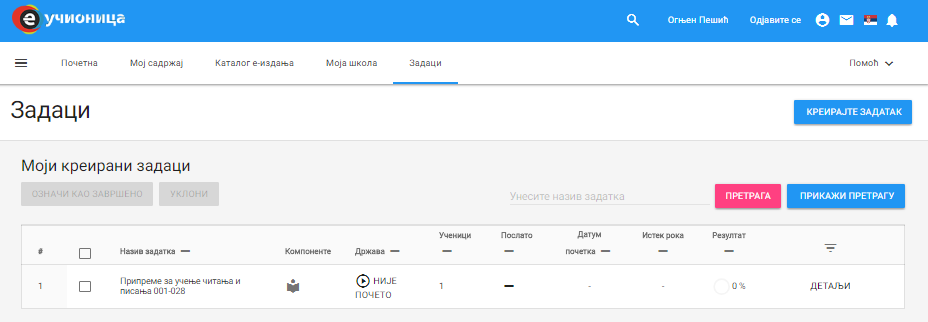 е учионица
Огњен Пешић
Одјавите се
Почетна
Мој садржај
Каталог е-издања
Моја школа
Задаци
Помоћ
Задаци
КРЕИРАЈТЕ ЗАДАТАК
Моји креирани задаци
ОЗНАЧИ КАО ЗАВРШЕНО
УКЛОНИ
Унесите назив задатка
ПРЕТРАГА
ПРИКАЖИ ПРЕТРАГУ
#
Назив задатка
Компоненте
Држава
Ученици
Послато
Датум
почетка
Истек рока
Резултат
1
Припреме за учење читања и
писања 001-028
НИЈЕ
ПОЧЕТО
1
-
-
0 %
ДЕТАЉИ